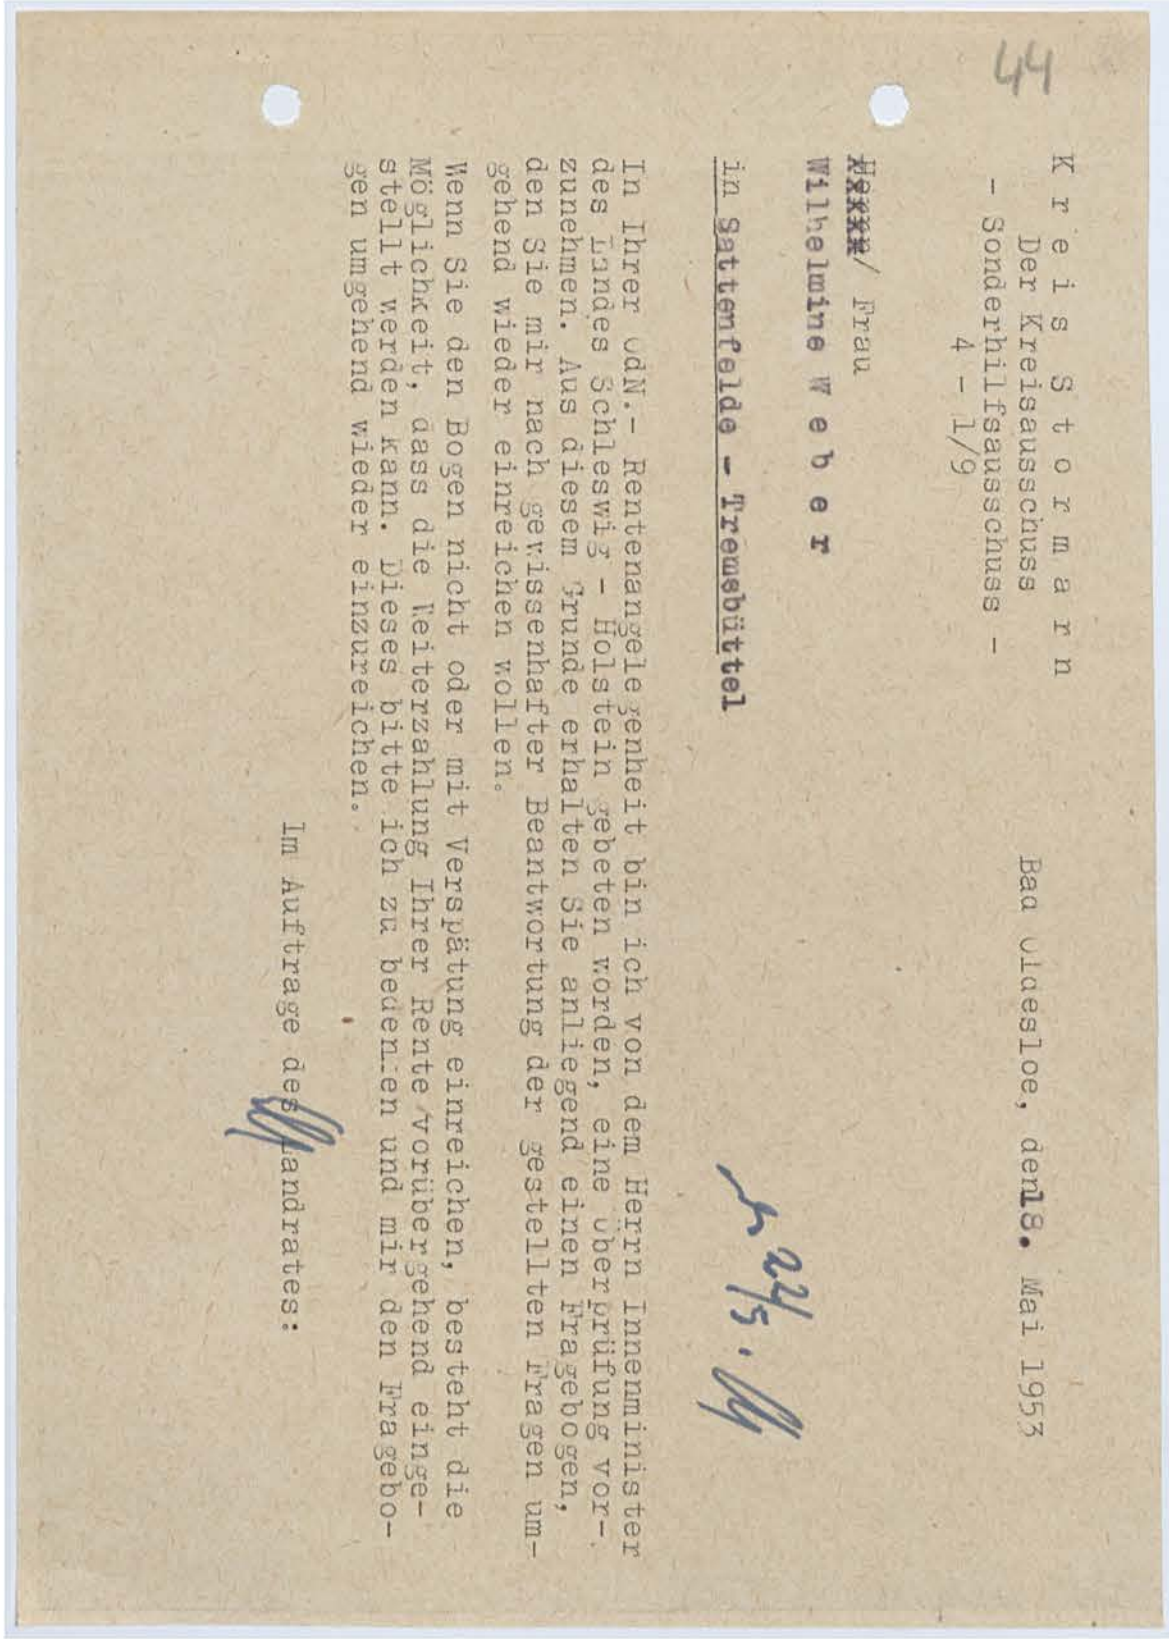 44
K r e i s  S t o r m a r n
Der Kreisausschuss
- Sonderhilfsausschuss -
4 - 1/9
Bad Oldesloe, den 18. Mai 1953
Herrn/ Frau
Wilhelmine W e b e r
in Sattenfelde - Tremsbüttel
22/5.
In Ihrer OdN.- Rentenangelegenheit bin ich von dem Herrn Innenminister
des Landes Schleswig - Holstein gebeten worden, eine Überprüfung vor-
zunehmen. Aus diesem Grunde erhalten Sie anliegend einen Fragebogen,
den Sie mir nach gewissenhafter Beantwortung der gestellten Fragen um-
gehend wieder einreichen wollen.
Wenn Sie den Bogen nicht oder mit Verspätung einreichen, besteht die
Möglichkeit, dass die Weiterzahlung Ihrer Rente vorübergehend einge-
stellt werden kann. Dieses bitte ich zu bedenken und mir den Fragebo-
gen umgehend wieder einzureichen.
Im Auftrage des Landrates: